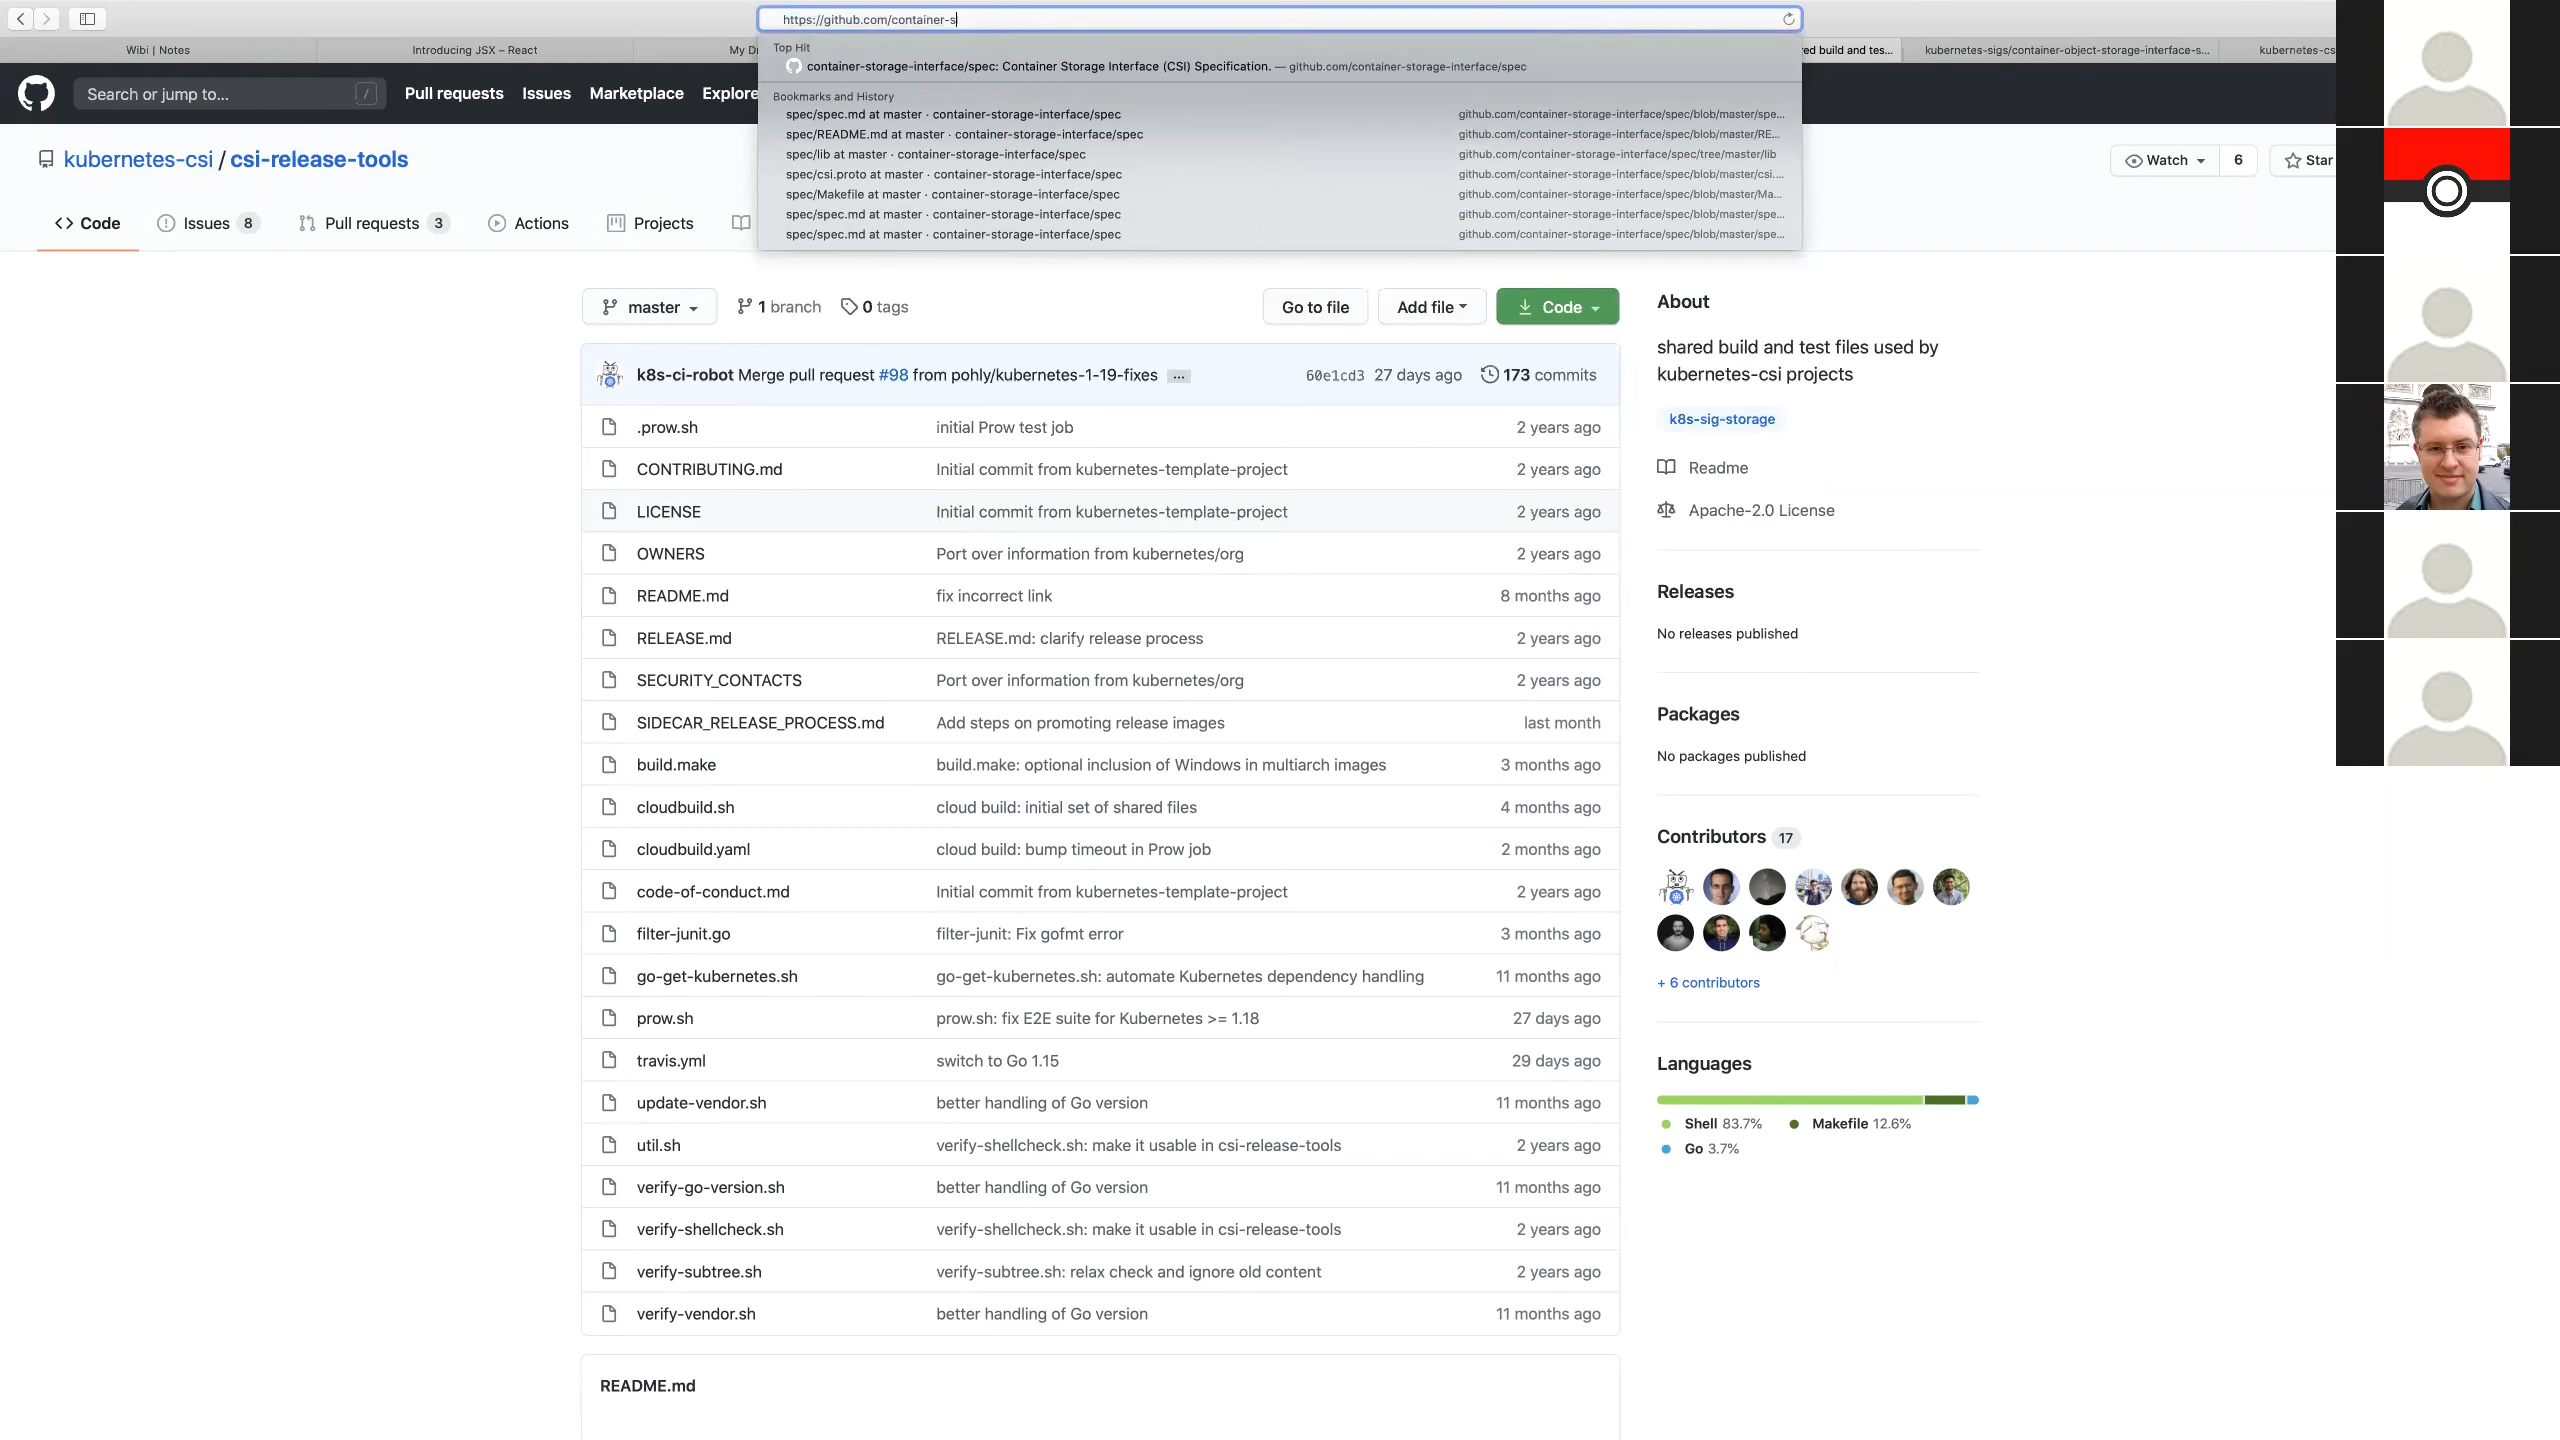 https://github.com/container-s
Wibi | Notes
Introducing JSX – React
My D
red build and tes...
kubernetes-sigs/container-object-storage-interface-s...
kubernetes-cs
Top Hit
container-storage-interface/spec: Container Storage Interface (CSI) Specification. — github.com/container-storage-interface/spec
Bookmarks and History
spec/spec.md at master · container-storage-interface/spec github.com/container-storage-interface/spec/blob/master/spe...
spec/README.md at master · container-storage-interface/spec github.com/container-storage-interface/spec/blob/master/RE...
spec/lib at master · container-storage-interface/spec github.com/container-storage-interface/spec/tree/master/lib
spec/csi.proto at master · container-storage-interface/spec github.com/container-storage-interface/spec/blob/master/csi....
spec/Makefile at master · container-storage-interface/spec github.com/container-storage-interface/spec/blob/master/Ma...
spec/spec.md at master · container-storage-interface/spec github.com/container-storage-interface/spec/blob/master/spe...
spec/spec.md at master · container-storage-interface/spec github.com/container-storage-interface/spec/blob/master/spe...
Search or jump to... /
Pull requests Issues Marketplace Explore
kubernetes-csi / csi-release-tools
Watch 6 Star
Code Issues 8 Pull requests 3 Actions Projects
master 1 branch 0 tags Go to file Add file Code
k8s-ci-robot Merge pull request #98 from pohly/kubernetes-1-19-fixes ... 60e1cd3 27 days ago 173 commits
.prow.sh initial Prow test job 2 years ago
CONTRIBUTING.md Initial commit from kubernetes-template-project 2 years ago
LICENSE Initial commit from kubernetes-template-project 2 years ago
OWNERS Port over information from kubernetes/org 2 years ago
README.md fix incorrect link 8 months ago
RELEASE.md RELEASE.md: clarify release process 2 years ago
SECURITY_CONTACTS Port over information from kubernetes/org 2 years ago
SIDECAR_RELEASE_PROCESS.md Add steps on promoting release images last month
build.make build.make: optional inclusion of Windows in multiarch images 3 months ago
cloudbuild.sh cloud build: initial set of shared files 4 months ago
cloudbuild.yaml cloud build: bump timeout in Prow job 2 months ago
code-of-conduct.md Initial commit from kubernetes-template-project 2 years ago
filter-junit.go filter-junit: Fix gofmt error 3 months ago
go-get-kubernetes.sh go-get-kubernetes.sh: automate Kubernetes dependency handling 11 months ago
prow.sh prow.sh: fix E2E suite for Kubernetes >= 1.18 27 days ago
travis.yml switch to Go 1.15 29 days ago
update-vendor.sh better handling of Go version 11 months ago
util.sh verify-shellcheck.sh: make it usable in csi-release-tools 2 years ago
verify-go-version.sh better handling of Go version 11 months ago
verify-shellcheck.sh verify-shellcheck.sh: make it usable in csi-release-tools 2 years ago
verify-subtree.sh verify-subtree.sh: relax check and ignore old content 2 years ago
verify-vendor.sh better handling of Go version 11 months ago
README.md
About
shared build and test files used by
kubernetes-csi projects
k8s-sig-storage
Readme
Apache-2.0 License
Releases
No releases published
Packages
No packages published
Contributors 17
+ 6 contributors
Languages
Shell 83.7% Makefile 12.6%
Go 3.7%